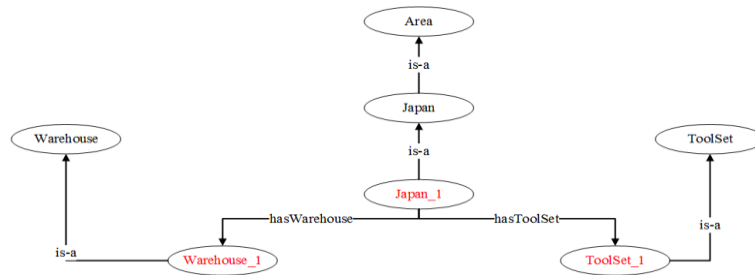 Area
is-a
Japan
Warehouse
ToolSet
is-a
Japan_1
hasWarehouse
hasToolSet
is-a
is-a
Warehouse_1
ToolSet_1